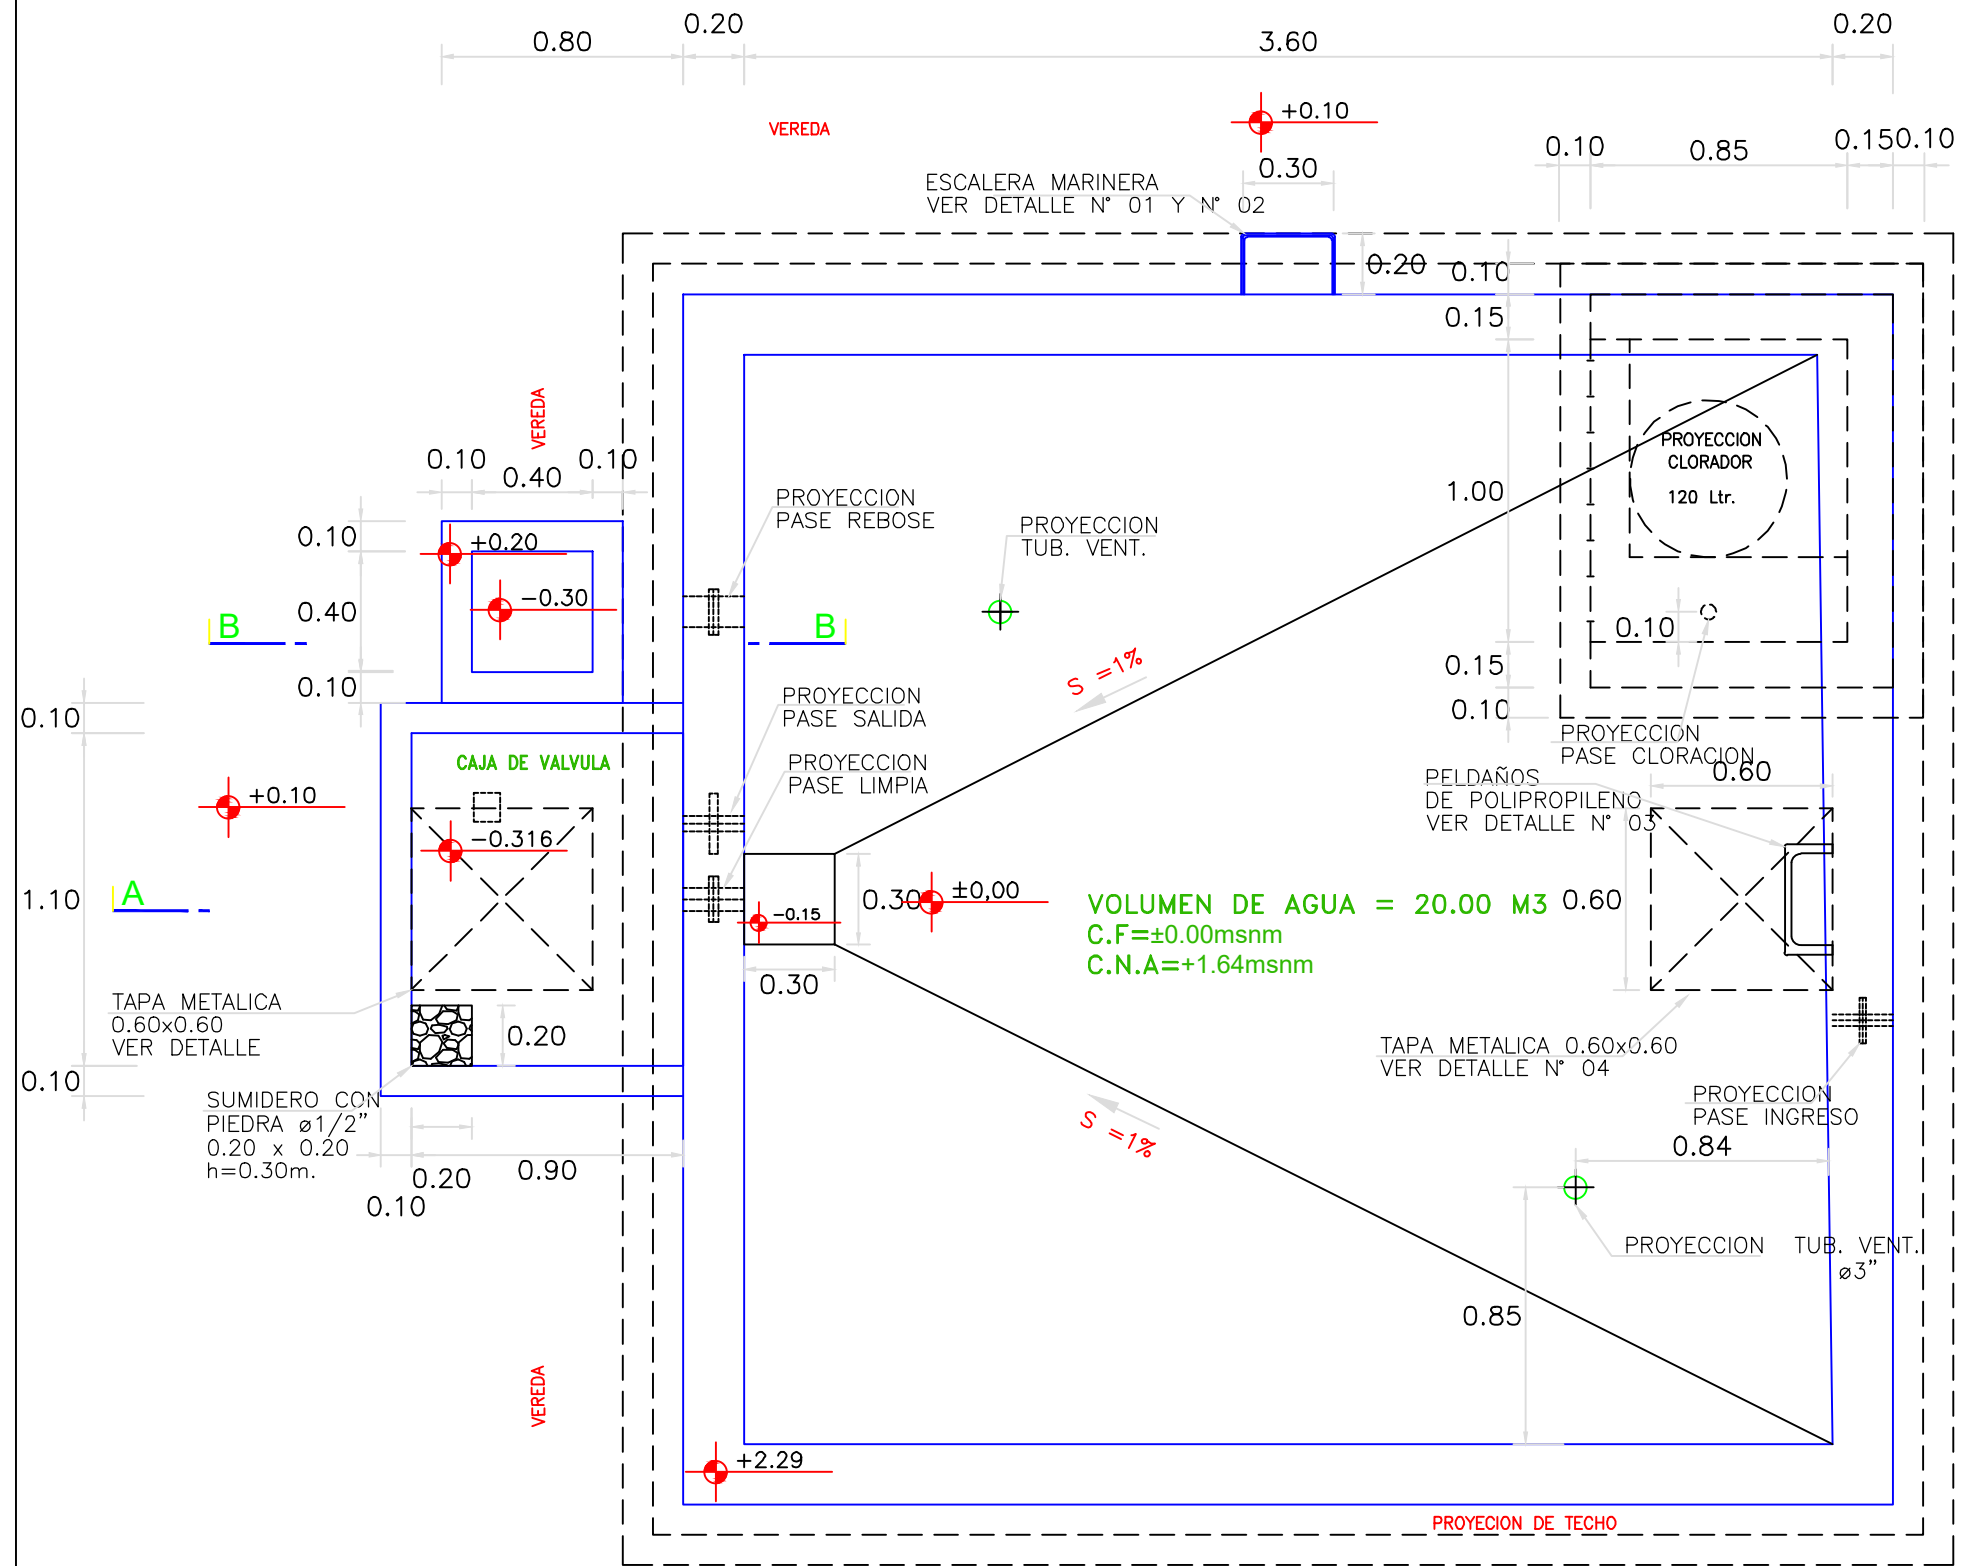 0.20
0.20
0.80
3.60
+0.10
VEREDA
0.10
0.85
0.15
0.10
0.30
ESCALERA MARINERA
VER DETALLE N° 01 Y N° 02
0.20
0.10
0.15
VEREDA
PROYECCION
CLORADOR
120 Ltr.
0.10
0.40
0.10
1.00
PROYECCION
PASE REBOSE
PROYECCION
TUB. VENT.
0.10
+0.20
-0.30
0.40
B
B
0.10
S =1%
0.15
0.10
0.10
PROYECCION
PASE SALIDA
0.10
PROYECCION
PASE CLORACION
CAJA DE VALVULA
PROYECCION
PASE LIMPIA
0.60
PELDAÑOS
DE POLIPROPILENO
VER DETALLE N° 03
+0.10
-0.316
A
1.10
0.30
±0,00
-0.15
VOLUMEN DE AGUA = 20.00 M3
C.F=±0.00msnm
C.N.A=+1.64msnm
0.60
0.30
TAPA METALICA
0.60x0.60
VER DETALLE
0.20
TAPA METALICA 0.60x0.60
VER DETALLE N° 04
0.10
SUMIDERO CON
PIEDRA ø1/2"
0.20 x 0.20
h=0.30m.
PROYECCION
PASE INGRESO
S =1%
0.84
0.20
0.90
0.10
PROYECCION TUB. VENT.
ø3"
0.85
VEREDA
+2.29
PROYECION DE TECHO